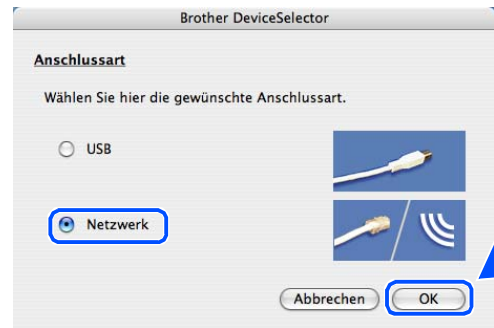 Brother DeviceSelector
Anschlussart
Wählen Sie hier die gewünschte Anschlussart.
USB
Netzwerk
Abbrechen OK